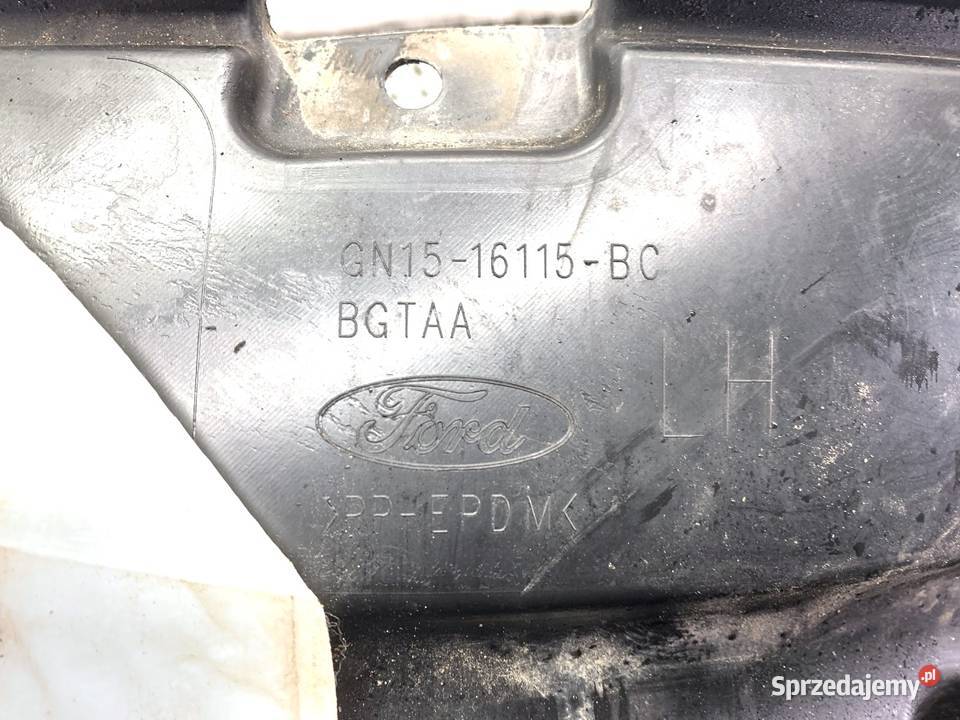 GN15-16115-BC
BGTAA
LH
Ford
>PP-EPDM<
Sprzedajemy.pl